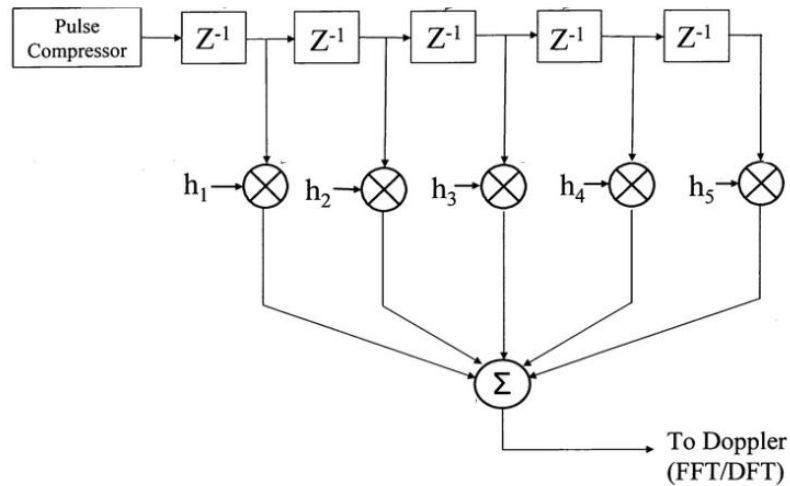 Pulse
Compressor
Z-1
Z-1
Z-1
Z-1
Z-1
h1
h2
h3
h4
h5
Σ
To Doppler
(FFT/DFT)